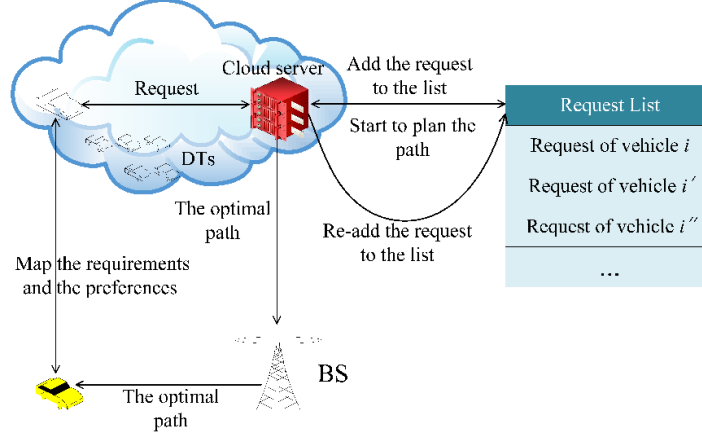 Cloud server
Request
DTs
Add the request
to the list
Start to plan the
path
Re-add the request
to the list
Request List
Request of vehicle i
Request of vehicle i′
Request of vehicle i″
...
The optimal
path
Map the requirements
and the preferences
BS
The optimal
path